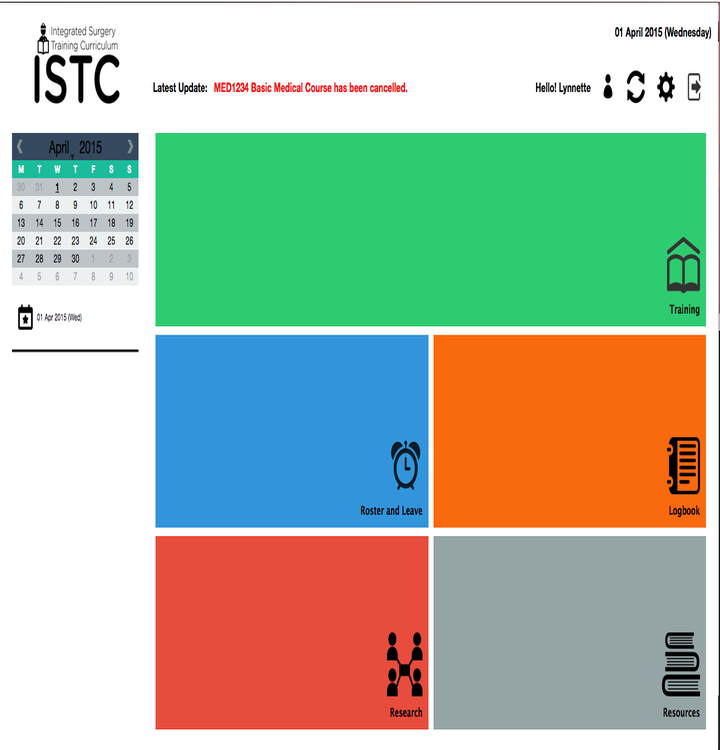 Integrated Surgery
Training Curriculum
ISTC
01 April 2015 (Wednesday)
Latest Update: MED1234 Basic Medical Course has been cancelled.
Hello! Lynnette
April 2015
M T W T F S S
30 31 1 2 3 4 5
6 7 8 9 10 11 12
13 14 15 16 17 18 19
20 21 22 23 24 25 26
27 28 29 30 1 2 3
4 5 6 7 8 9 10
01 Apr 2015 (Wed)
Training
Roster and Leave
Logbook
Research
Resources